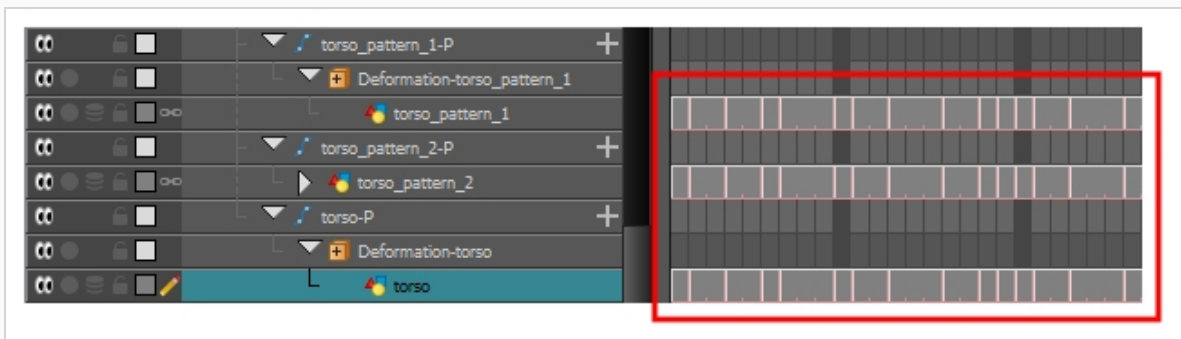 torso_pattern_1-P
Deformation-torso_pattern_1
torso_pattern_1
torso_pattern_2-P
torso_pattern_2
torso-P
Deformation-torso
torso